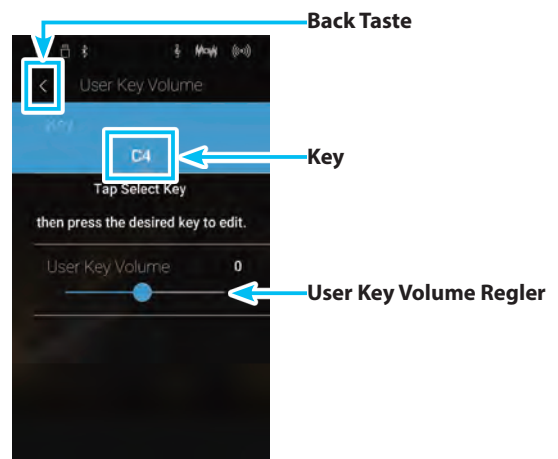 Back Taste
User Key Volume
Key
C4
Key
Tap Select Key
then press the desired key to edit.
User Key Volume 0
User Key Volume Regler